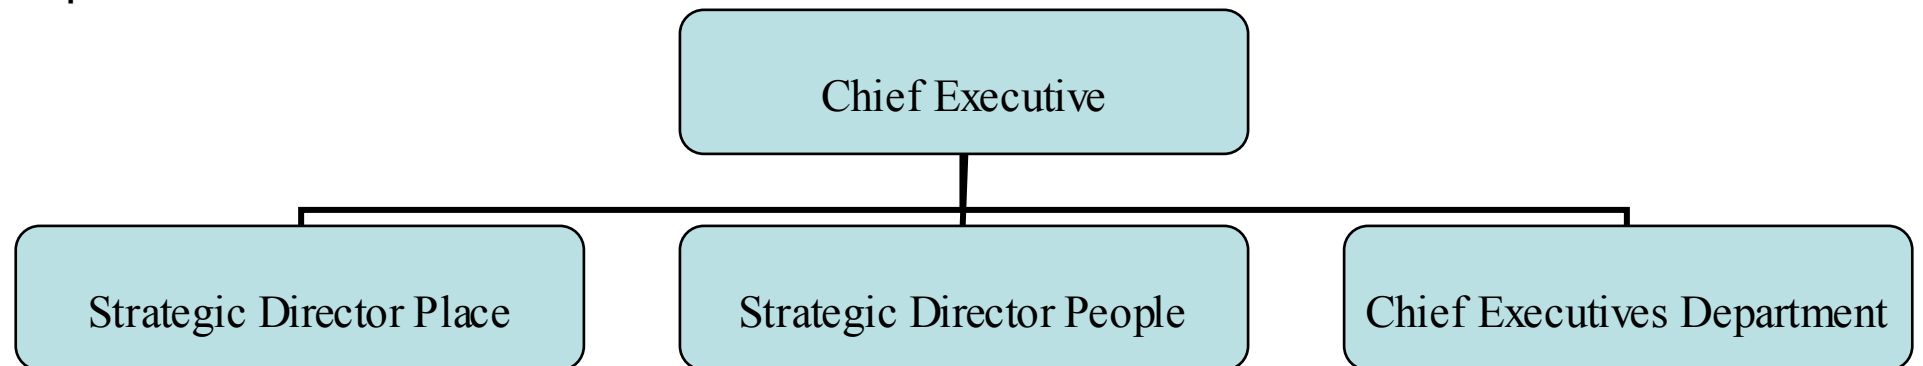 Chief Executive
Strategic Director Place
Strategic Director People
Chief Executives Department